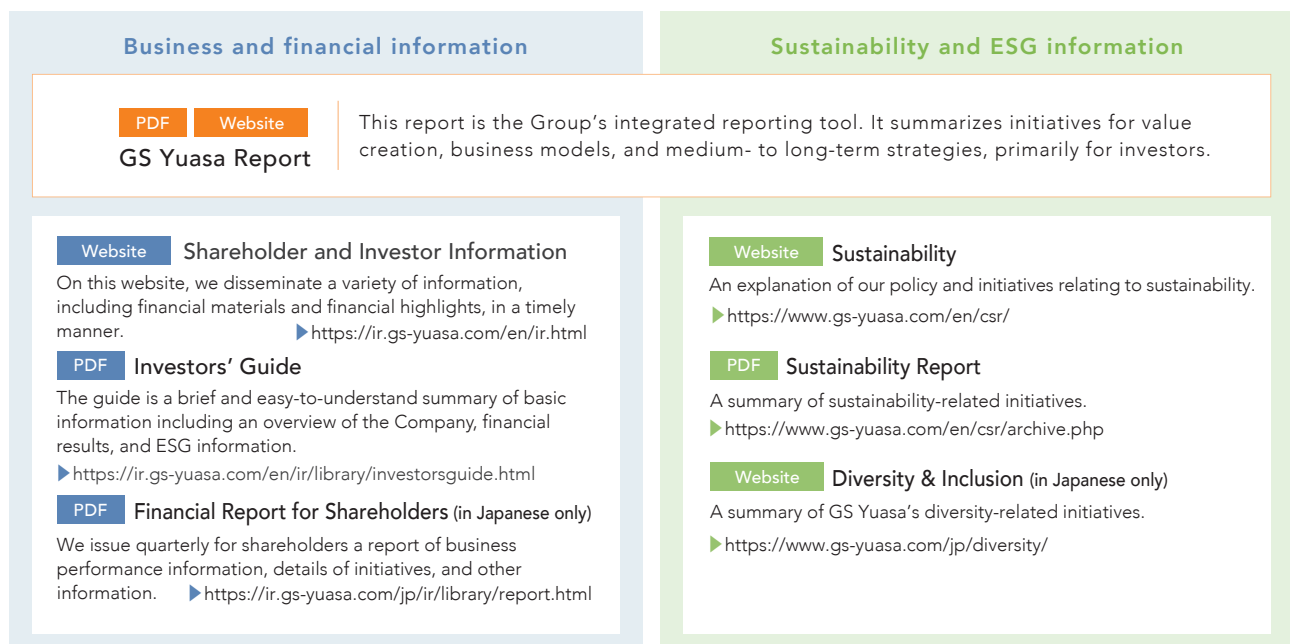 Business and financial information
Sustainability and ESG information
PDF Website
GS Yuasa Report
This report is the Group's integrated reporting tool. It summarizes initiatives for value
creation, business models, and medium- to long-term strategies, primarily for investors.
Website Shareholder and Investor Information
On this website, we disseminate a variety of information,
including financial materials and financial highlights, in a timely
manner. ▶https://ir.gs-yuasa.com/en/ir.html
PDF Investors' Guide
The guide is a brief and easy-to-understand summary of basic
information including an overview of the Company, financial
results, and ESG information.
▶https://ir.gs-yuasa.com/en/ir/library/investorsguide.html
PDF Financial Report for Shareholders (in Japanese only)
We issue quarterly for shareholders a report of business
performance information, details of initiatives, and other
information. ▶https://ir.gs-yuasa.com/jp/ir/library/report.html
Website Sustainability
An explanation of our policy and initiatives relating to sustainability.
▶https://www.gs-yuasa.com/en/csr/
PDF Sustainability Report
A summary of sustainability-related initiatives.
▶https://www.gs-yuasa.com/en/csr/archive.php
Website Diversity & Inclusion (in Japanese only)
A summary of GS Yuasa's diversity-related initiatives.
▶https://www.gs-yuasa.com/jp/diversity/